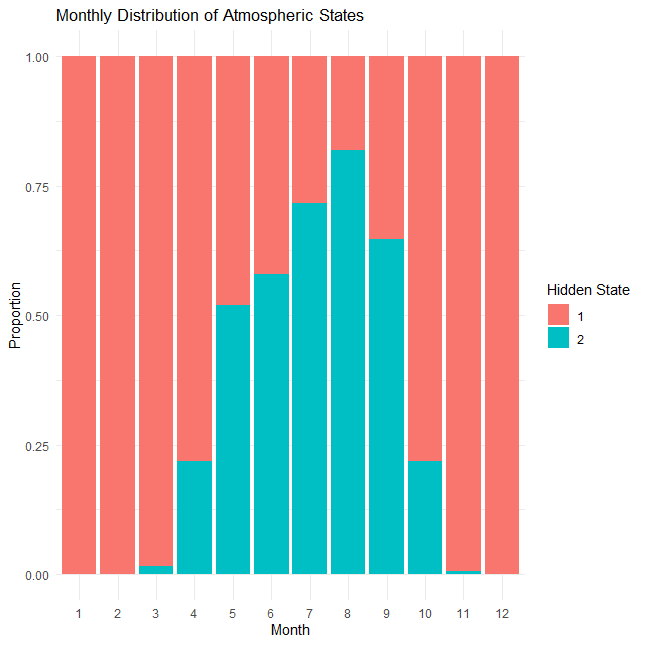 Monthly Distribution of Atmospheric States
1.00
0.75
0.50
0.25
0.00
Proportion
1 2 3 4 5 6 7 8 9 10 11 12
Month
Hidden State
1
2